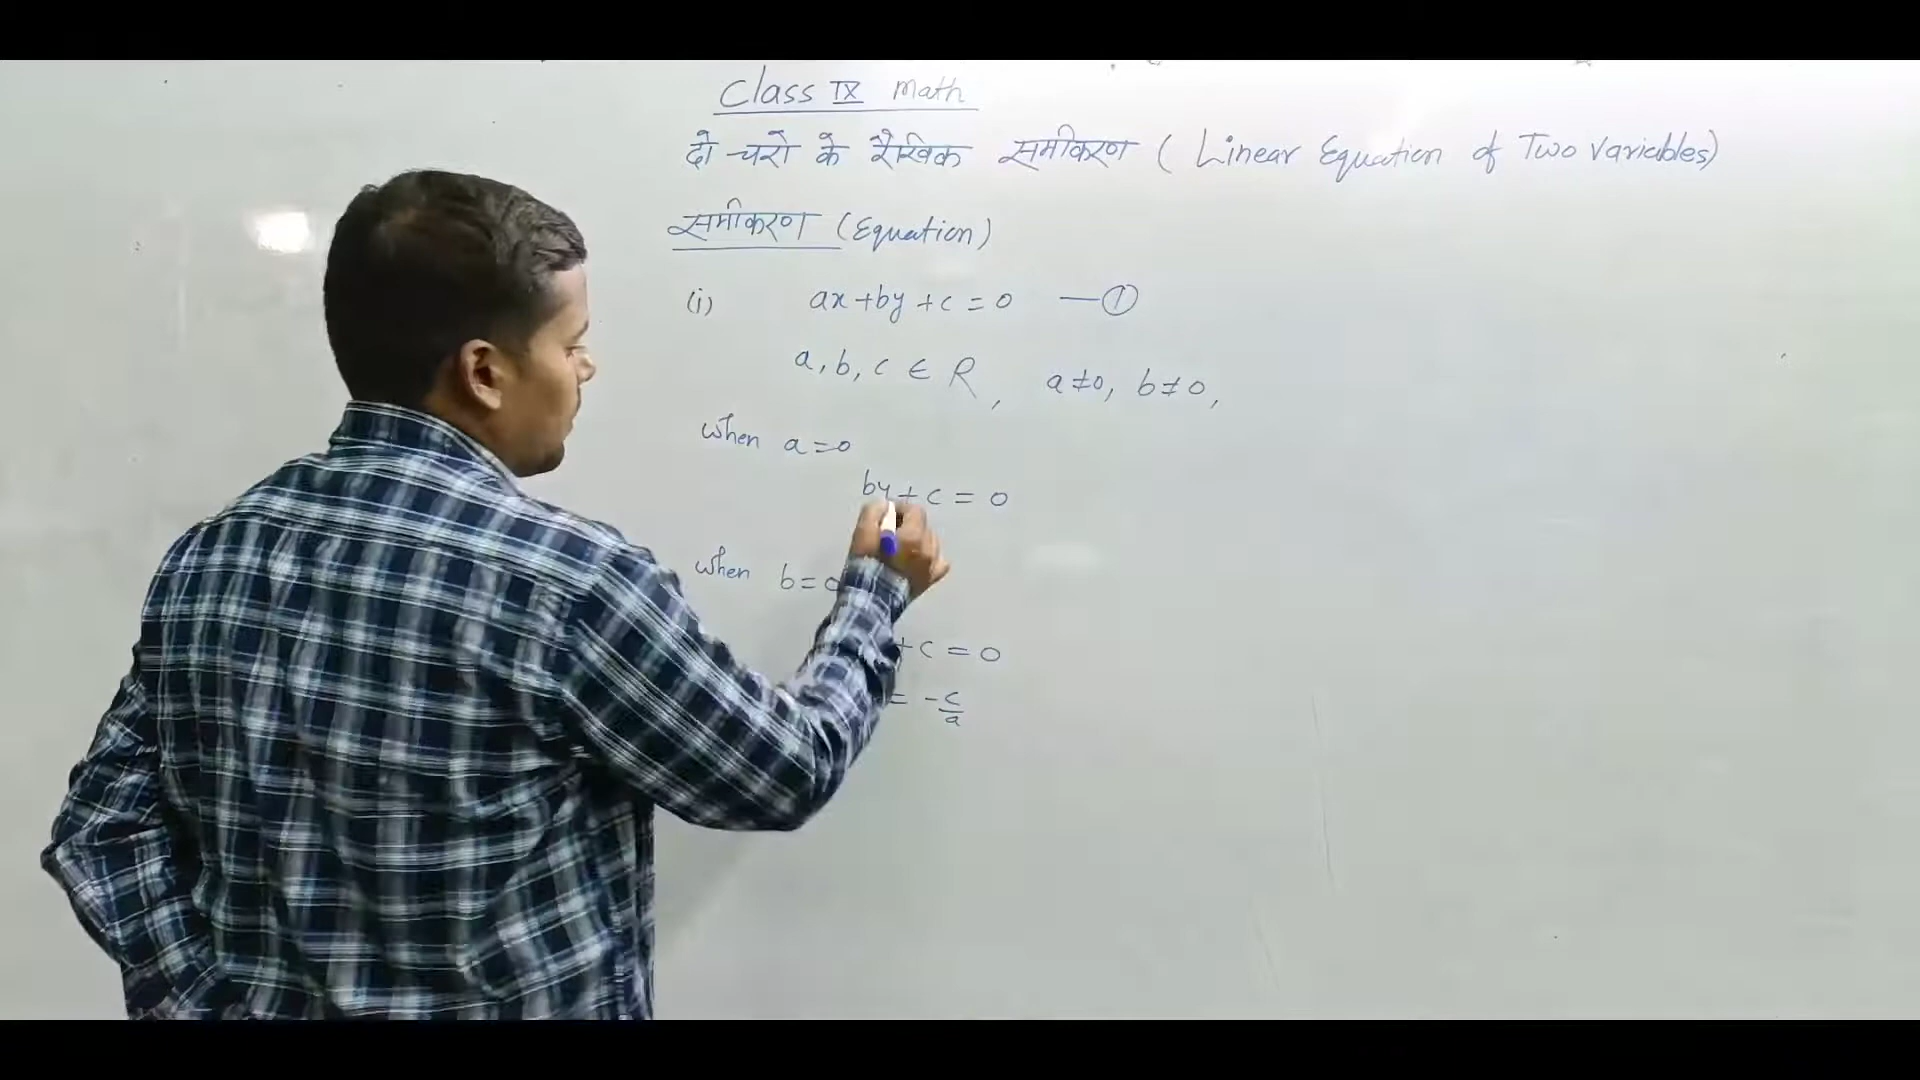 Class IX Math
दो चरो के रैखिक समीकरण ( Linear Equation of Two Variables)
समीकरण (Equation)
(i) ax+by+c=0 —①
a, b, c ∈ R, a≠0, b≠0,
when a=0
by+c=0
when b=0
+c=0
= -c/a